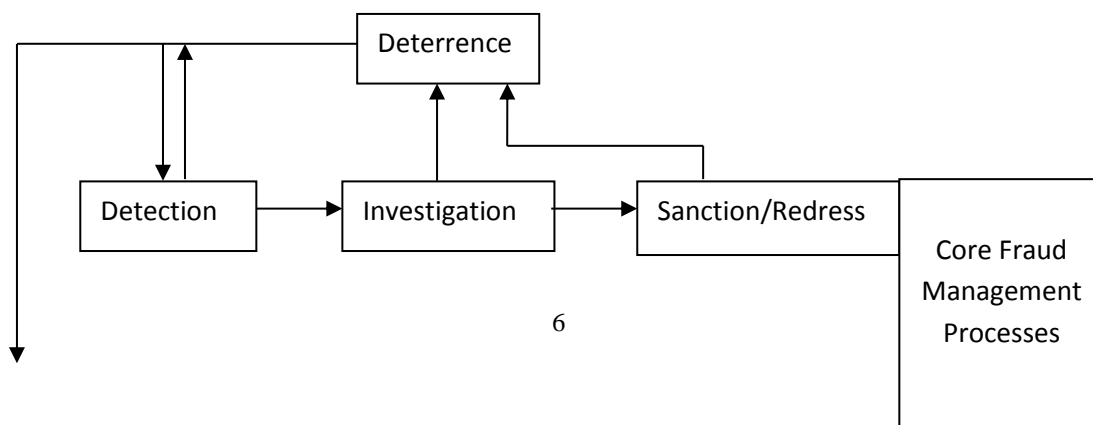 Deterrence
Detection
Investigation
Sanction/Redress
Core Fraud
Management
Processes
6